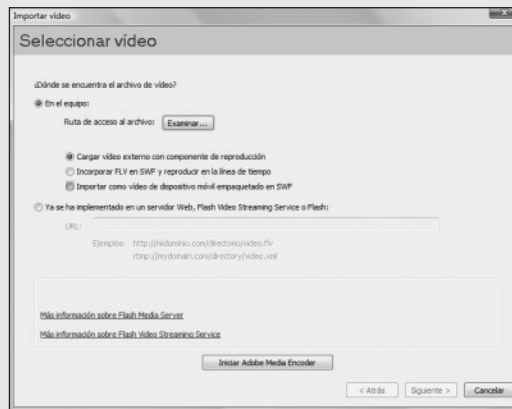 Importar vídeo
Seleccionar vídeo
¿Dónde se encuentra el archivo de vídeo?
En el equipo:
Ruta de acceso al archivo: Examinar...
Cargar vídeo externo con componente de reproducción
Incorporar FLV en SWF y reproducir en la línea de tiempo
Importar como vídeo de dispositivo móvil empaquetado en SWF
Ya se ha implementado en un servidor Web, Flash Video Streaming Service o Flash:
URL:
Ejemplos: http://midominio.com/directorio/video.flv
rtmp://mydomain.com/directory/video.xml
Más información sobre Flash Media Server
Más información sobre Flash Video Streaming Service
Iniciar Adobe Media Encoder
< Atrás Siguiente > Cancelar